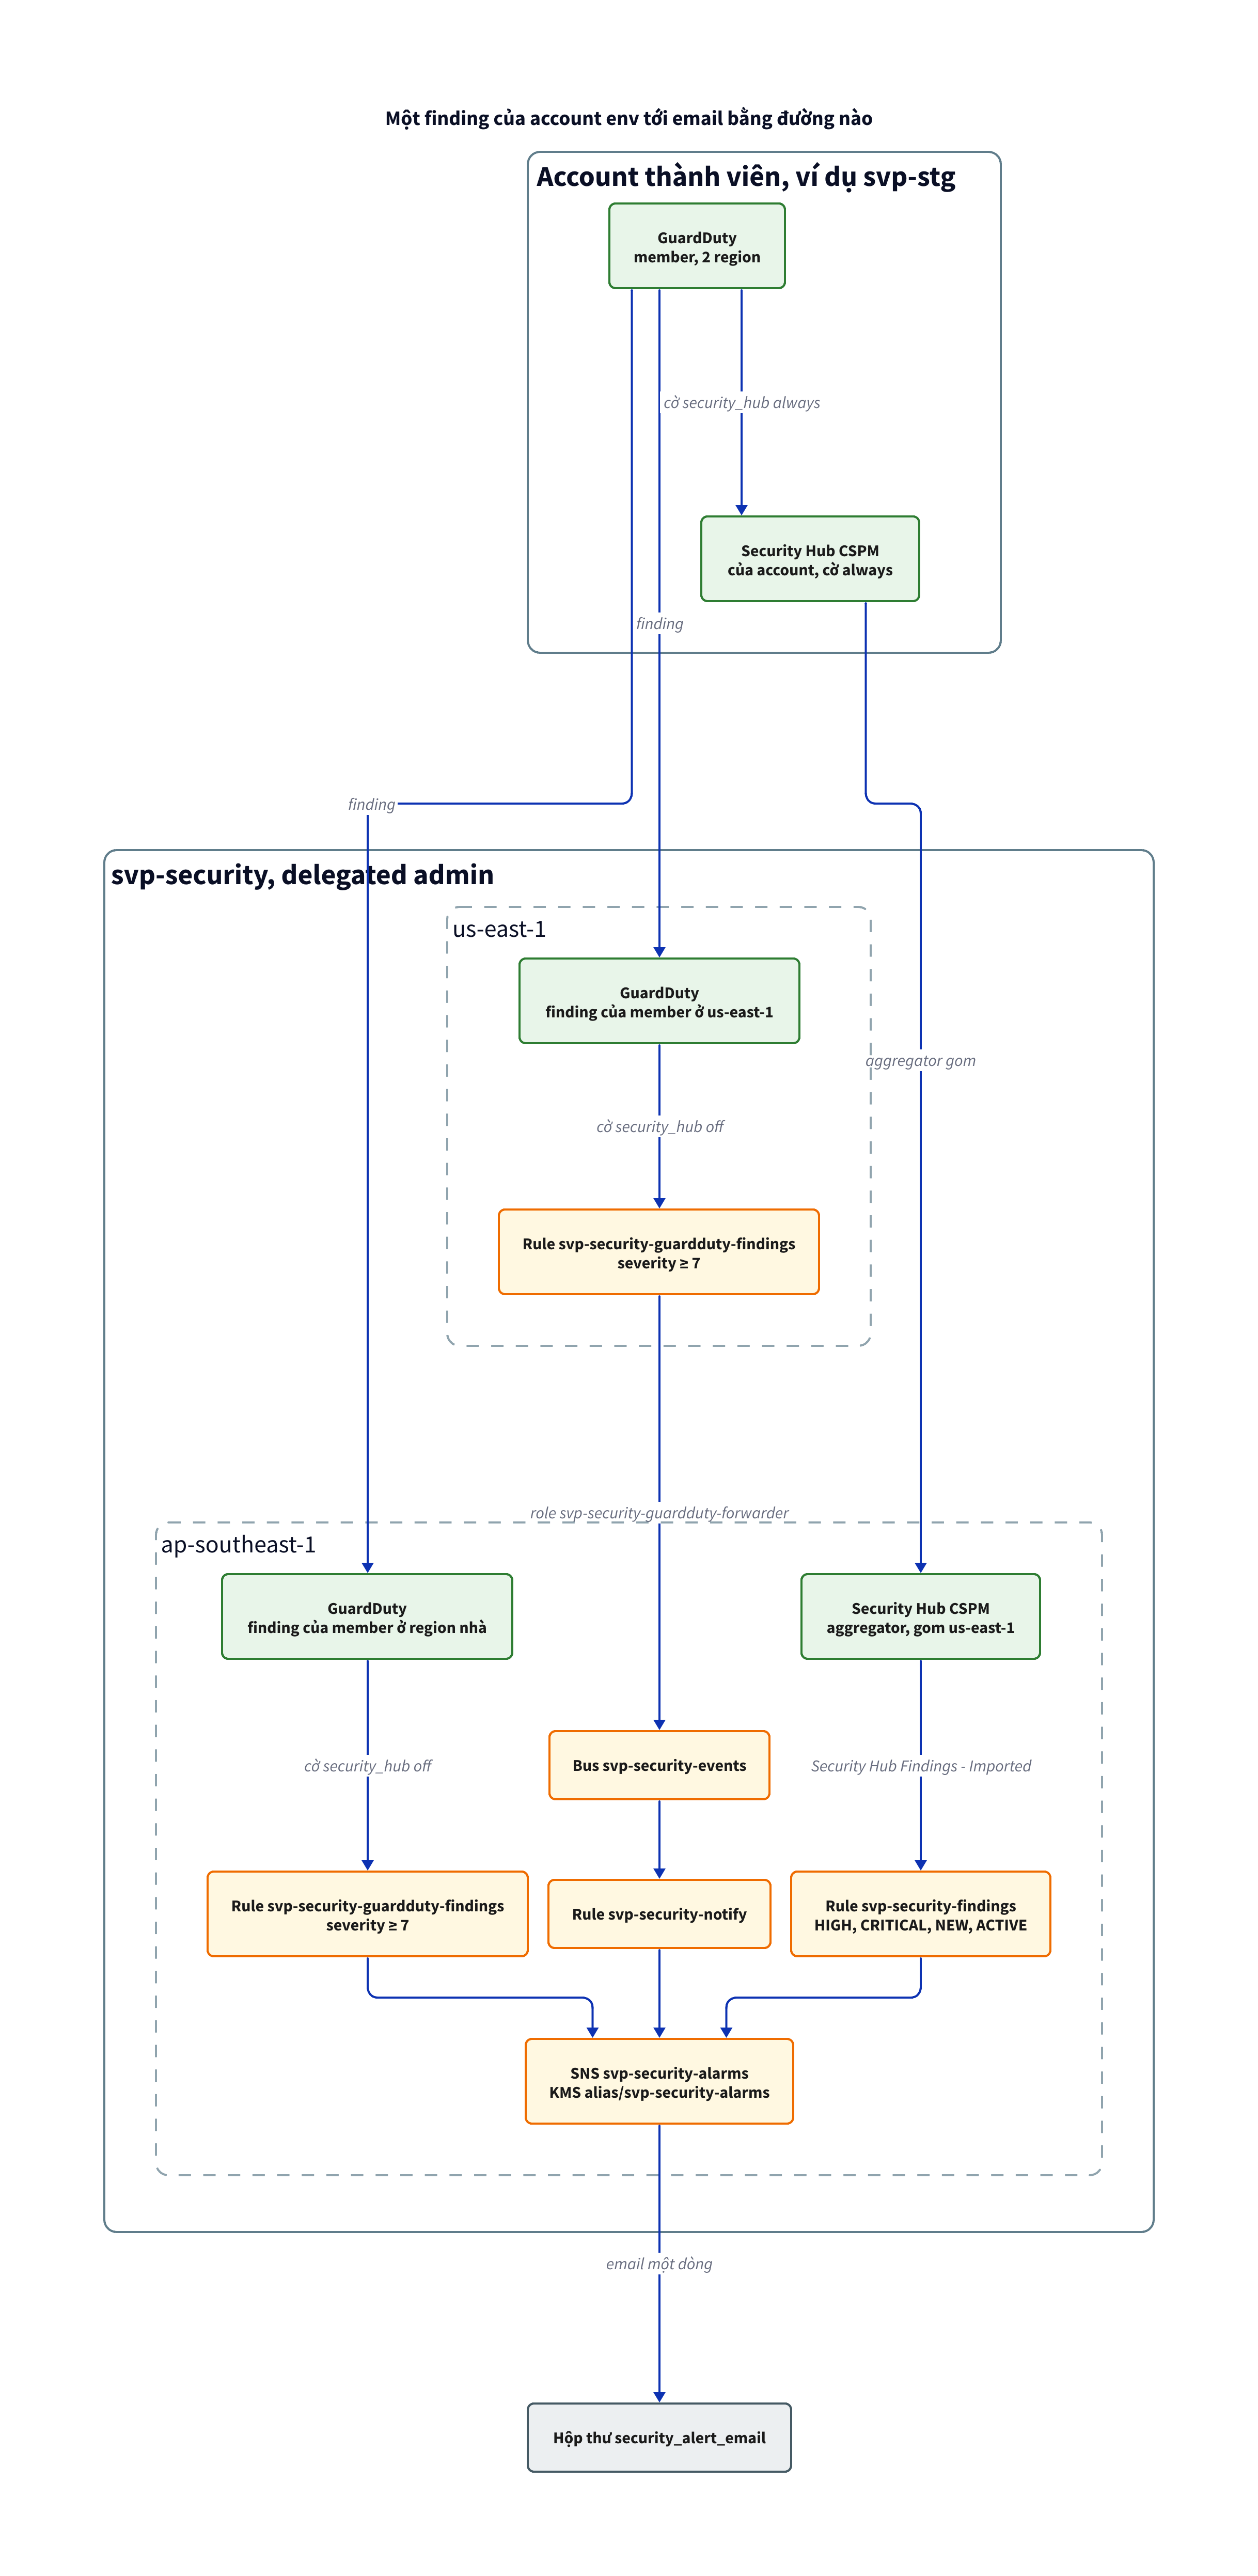 Một finding của account env tới email bằng đường nào
Account thành viên, ví dụ svp-stg
GuardDuty
member, 2 region
cờ security_hub always
Security Hub CSPM
của account, cờ always
finding
finding
svp-security, delegated admin
us-east-1
GuardDuty
finding của member ở us-east-1
aggregator gom
cờ security_hub off
Rule svp-security-guardduty-findings
severity ≥ 7
role svp-security-guardduty-forwarder
ap-southeast-1
GuardDuty
finding của member ở region nhà
Security Hub CSPM
aggregator, gom us-east-1
cờ security_hub off
Bus svp-security-events
Security Hub Findings - Imported
Rule svp-security-guardduty-findings
severity ≥ 7
Rule svp-security-notify
Rule svp-security-findings
HIGH, CRITICAL, NEW, ACTIVE
SNS svp-security-alarms
KMS alias/svp-security-alarms
email một dòng
Hộp thư security_alert_email